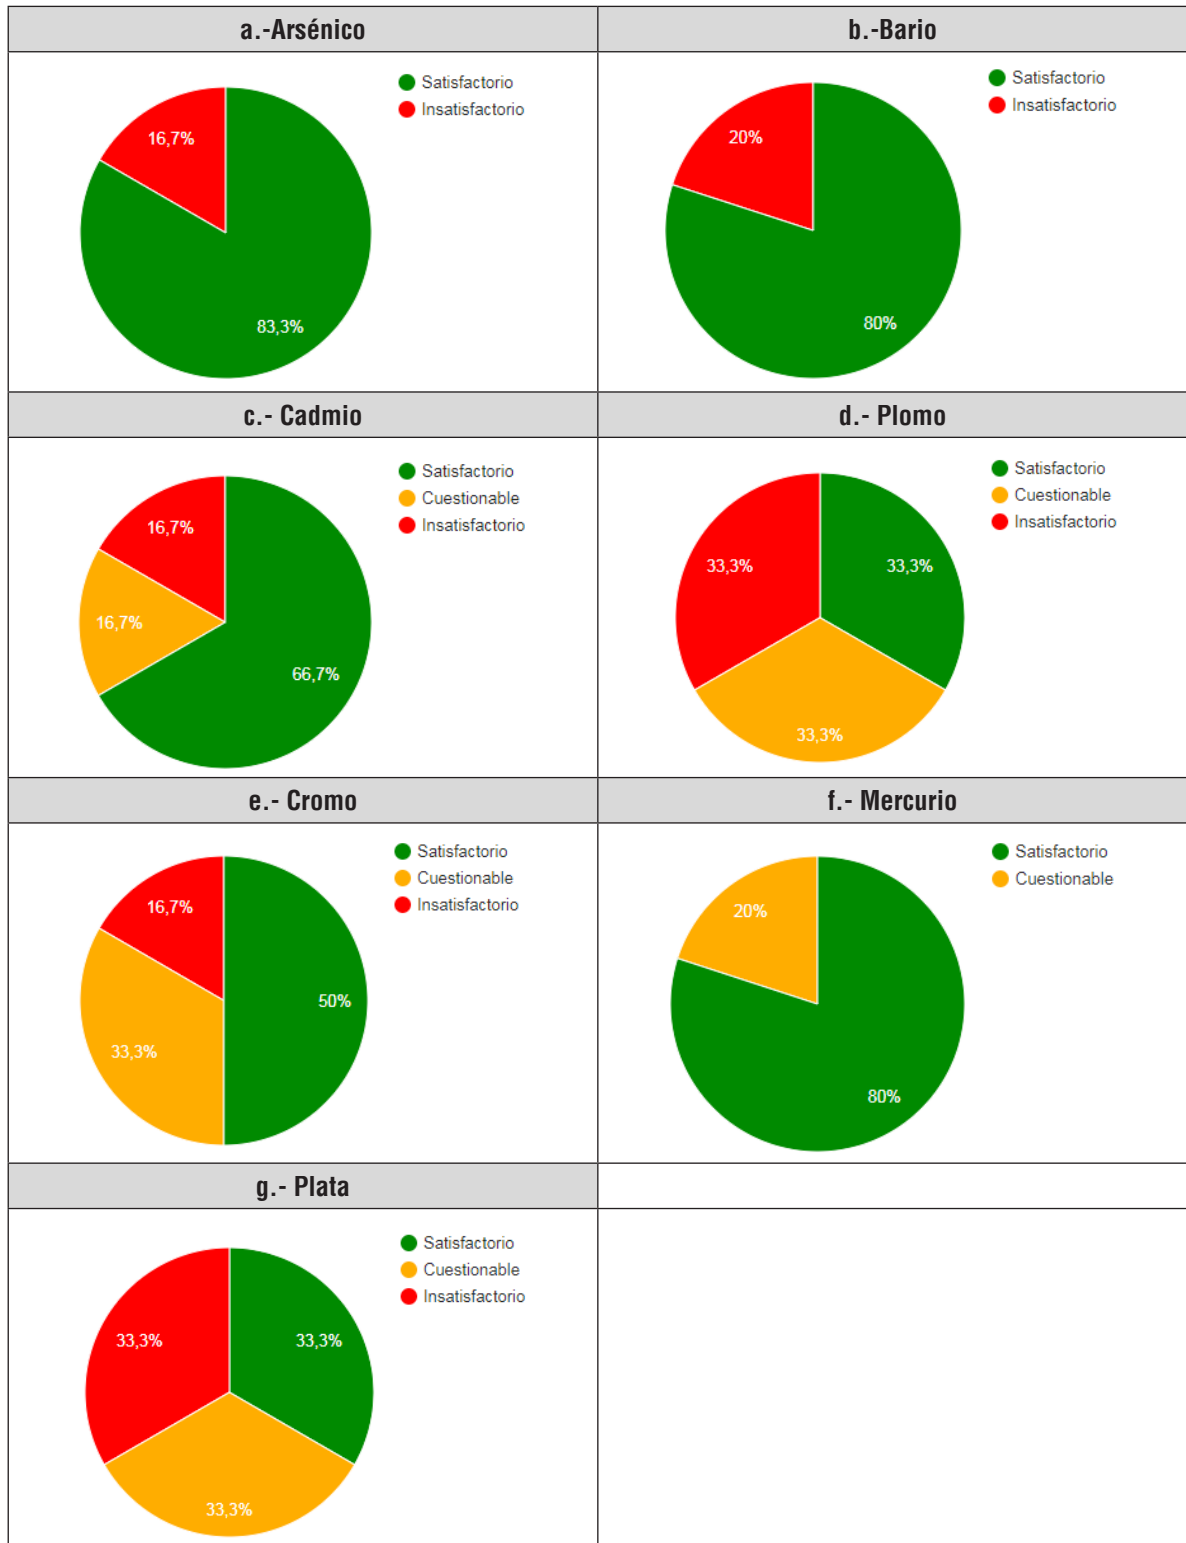 a.-Arsénico
Satisfactorio
Insatisfactorio
16,7%
83,3%
b.-Bario
Satisfactorio
Insatisfactorio
20%
80%
c.- Cadmio
Satisfactorio
Cuestionable
Insatisfactorio
16,7%
16,7%
66,7%
d.- Plomo
Satisfactorio
Cuestionable
Insatisfactorio
33,3%
33,3%
33,3%
e.- Cromo
Satisfactorio
Cuestionable
Insatisfactorio
16,7%
50%
33,3%
f.- Mercurio
Satisfactorio
Cuestionable
20%
80%
g.- Plata
Satisfactorio
Cuestionable
Insatisfactorio
33,3%
33,3%
33,3%